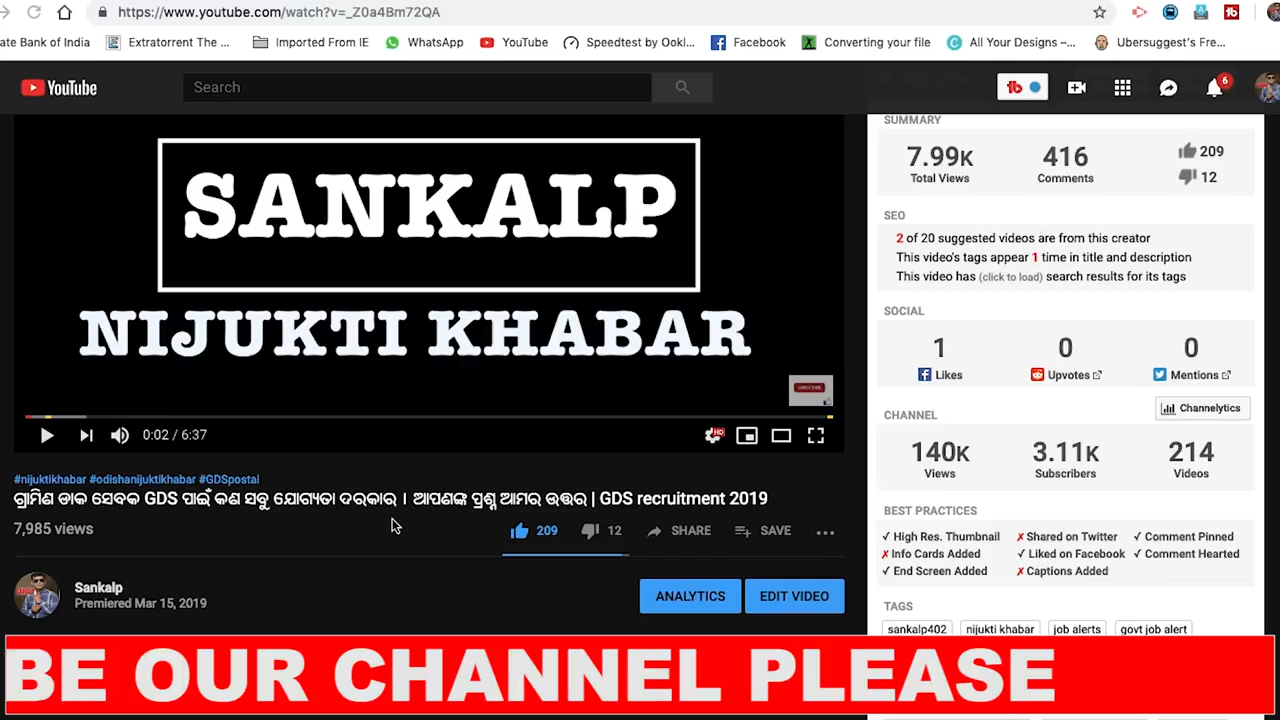 https://www.youtube.com/watch?v=_Z0a4Bm72QA
ate Bank of India
Extratorrent The ...
Imported From IE
WhatsApp
YouTube
Speedtest by Ookl...
Facebook
Converting your file
All Your Designs –...
Ubersuggest's Fre...
YouTube
Search
6
SANKALP
NIJUKTI KHABAR
SUBSCRIBE
0:02 / 6:37
HD
#nijuktikhabar #odishanijuktikhabar #GDSpostal
ଗ୍ରାମିଣ ଡାକ ସେବକ GDS ପାଇଁ କଣ ସବୁ ଯୋଗ୍ୟତା ଦରକାର । ଆପଣଙ୍କ ପ୍ରଶ୍ନ ଆମର ଉତ୍ତର | GDS recruitment 2019
7,985 views
209
12
SHARE
SAVE
Sankalp
Premiered Mar 15, 2019
ANALYTICS
EDIT VIDEO
SUMMARY
7.99K
416
209
Total Views
Comments
12
SEO
2 of 20 suggested videos are from this creator
This video's tags appear 1 time in title and description
This video has (click to load) search results for its tags
SOCIAL
1
0
0
Likes
Upvotes
Mentions
CHANNEL
Channelytics
140K
3.11K
214
Views
Subscribers
Videos
BEST PRACTICES
✓ High Res. Thumbnail
✗ Shared on Twitter
✓ Comment Pinned
✗ Info Cards Added
✓ Liked on Facebook
✓ Comment Hearted
✓ End Screen Added
✗ Captions Added
TAGS
sankalp402
nijukti khabar
job alerts
govt job alert
BE OUR CHANNEL PLEASE